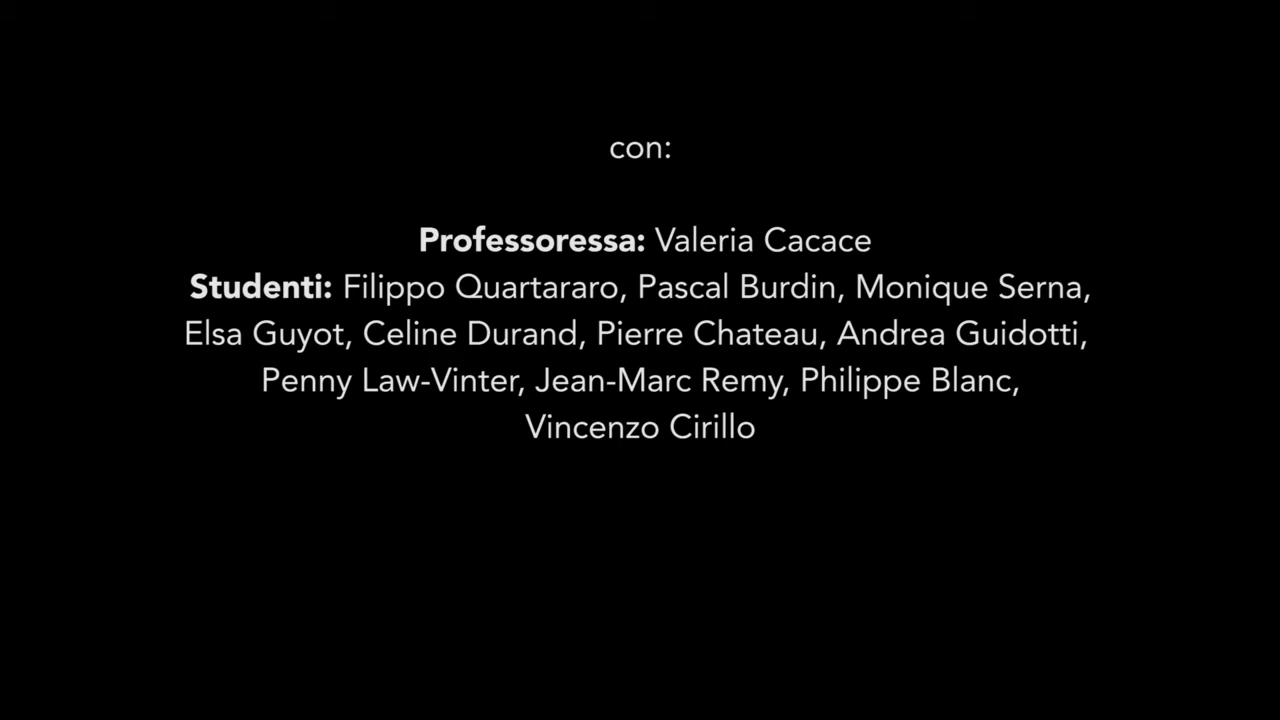 con:
Professoressa: Valeria Cacace
Studenti: Filippo Quartararo, Pascal Burdin, Monique Serna,
Elsa Guyot, Celine Durand, Pierre Chateau, Andrea Guidotti,
Penny Law-Vinter, Jean-Marc Remy, Philippe Blanc,
Vincenzo Cirillo